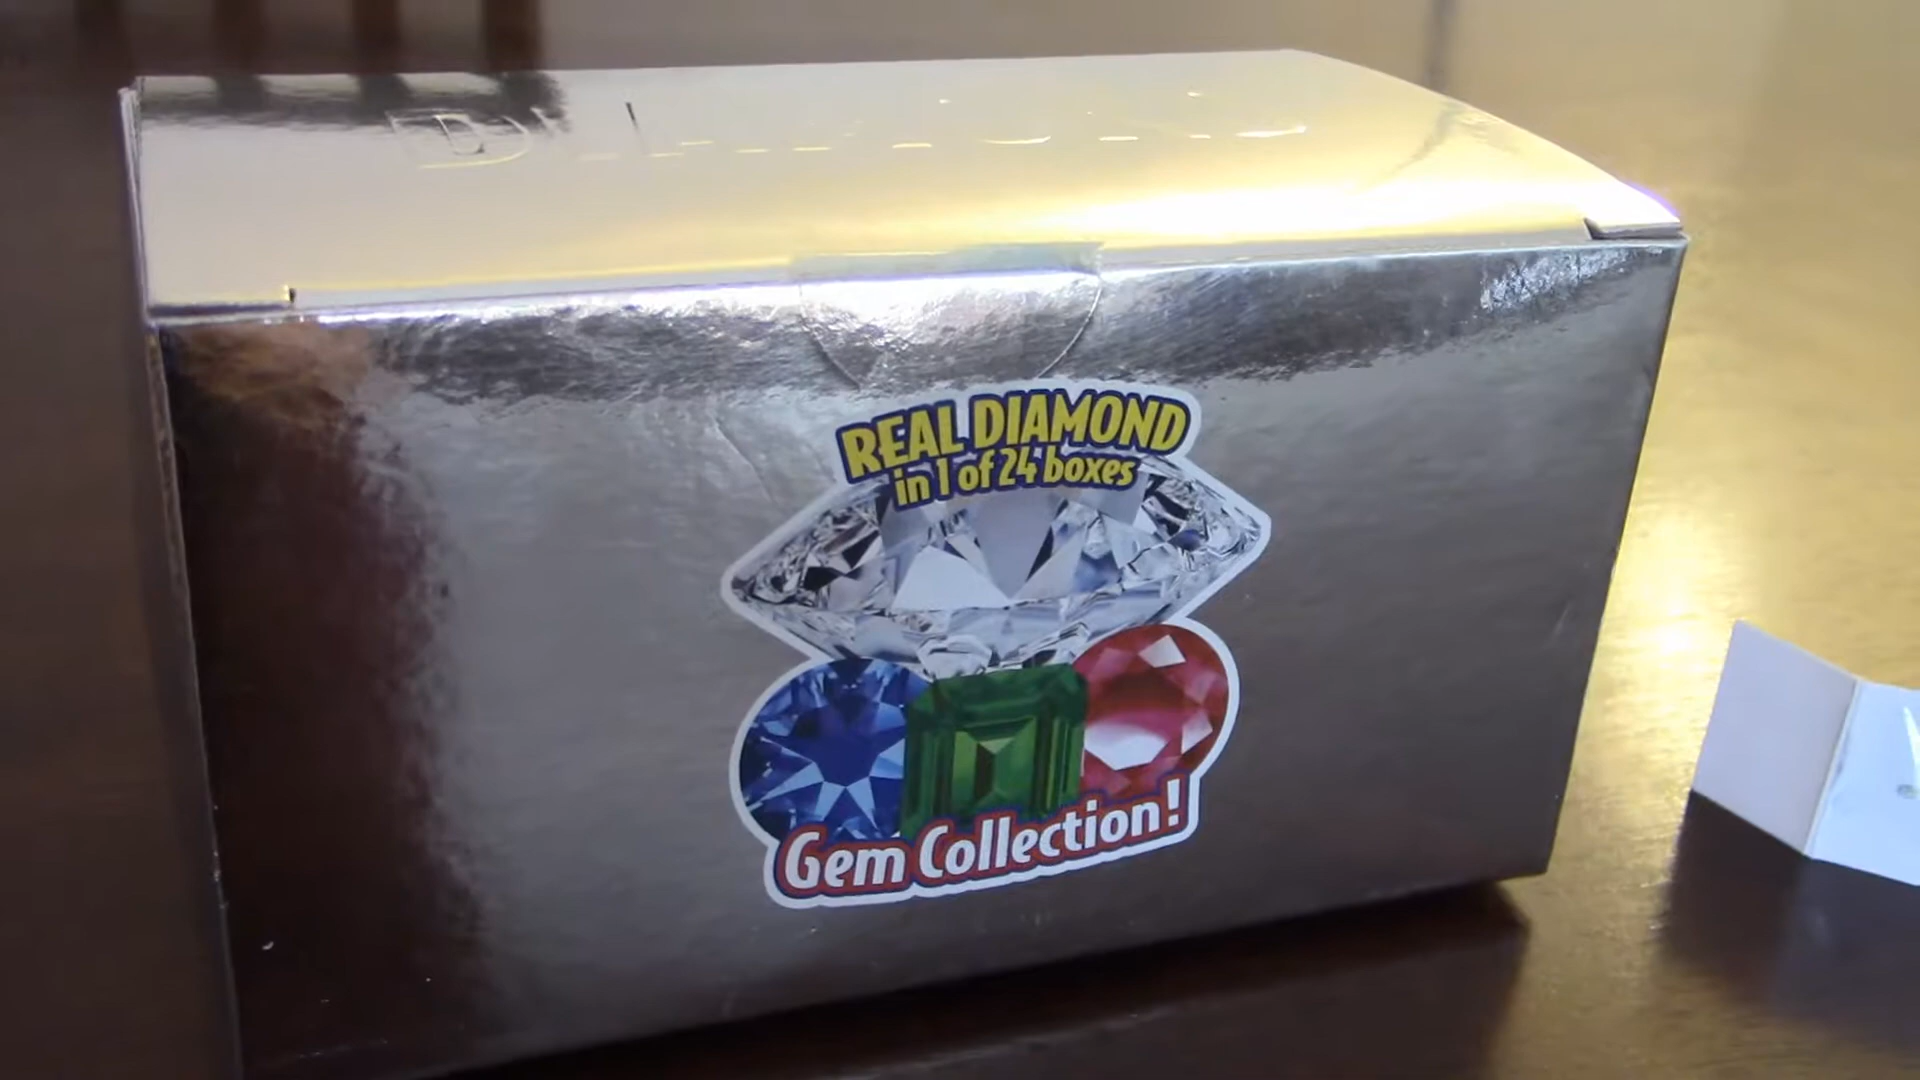 REAL DIAMOND
in 1 of 24 boxes
Gem Collection!